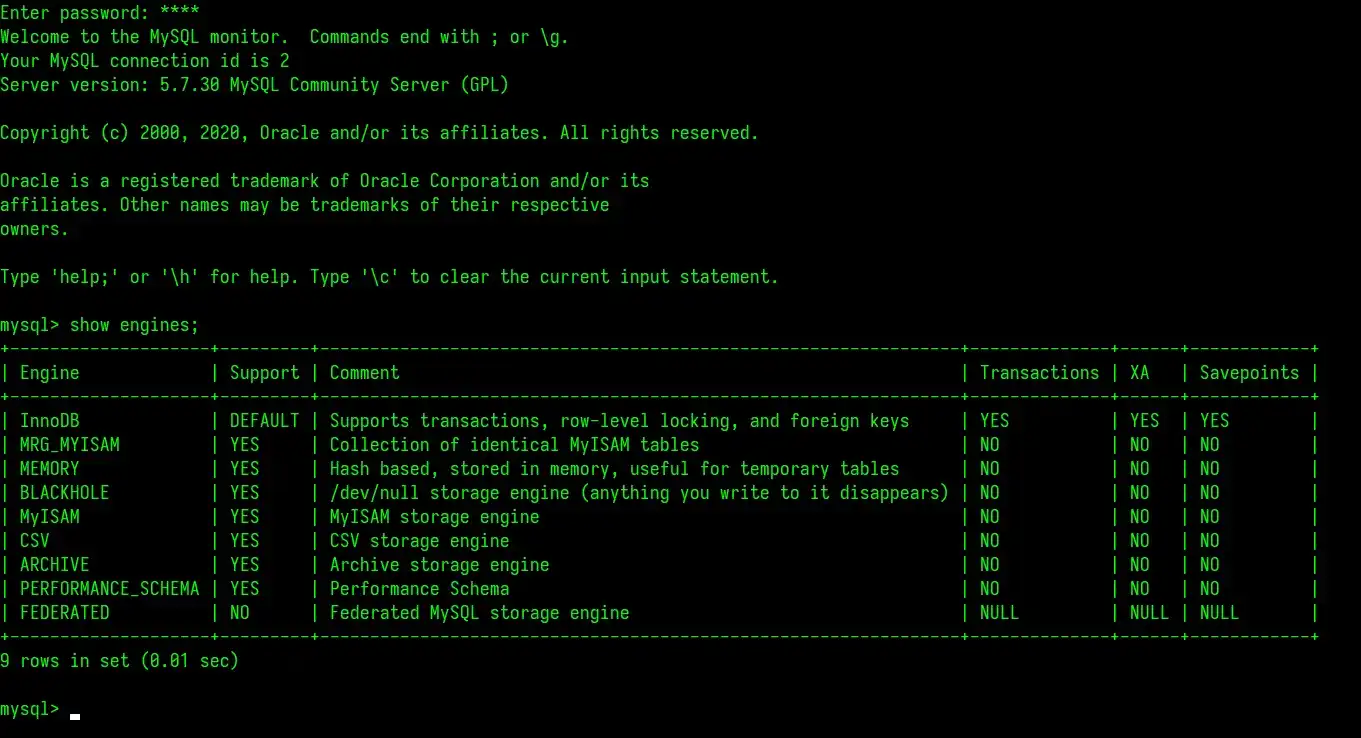 Enter password: ****
Welcome to the MySQL monitor.  Commands end with ; or \g.
Your MySQL connection id is 2
Server version: 5.7.30 MySQL Community Server (GPL)
Copyright (c) 2000, 2020, Oracle and/or its affiliates. All rights reserved.
Oracle is a registered trademark of Oracle Corporation and/or its
affiliates. Other names may be trademarks of their respective
owners.
Type 'help;' or '\h' for help. Type '\c' to clear the current input statement.
mysql> show engines;
+--------------------+---------+----------------------------------------------------------------+--------------+------+------------+
| Engine             | Support | Comment                                                        | Transactions | XA   | Savepoints |
+--------------------+---------+----------------------------------------------------------------+--------------+------+------------+
| InnoDB             | DEFAULT | Supports transactions, row-level locking, and foreign keys     | YES          | YES  | YES        |
| MRG_MYISAM         | YES     | Collection of identical MyISAM tables                          | NO           | NO   | NO         |
| MEMORY             | YES     | Hash based, stored in memory, useful for temporary tables      | NO           | NO   | NO         |
| BLACKHOLE          | YES     | /dev/null storage engine (anything you write to it disappears) | NO           | NO   | NO         |
| MyISAM             | YES     | MyISAM storage engine                                          | NO           | NO   | NO         |
| CSV                | YES     | CSV storage engine                                             | NO           | NO   | NO         |
| ARCHIVE            | YES     | Archive storage engine                                         | NO           | NO   | NO         |
| PERFORMANCE_SCHEMA | YES     | Performance Schema                                             | NO           | NO   | NO         |
| FEDERATED          | NO      | Federated MySQL storage engine                                 | NULL         | NULL | NULL       |
+--------------------+---------+----------------------------------------------------------------+--------------+------+------------+
9 rows in set (0.01 sec)
mysql>